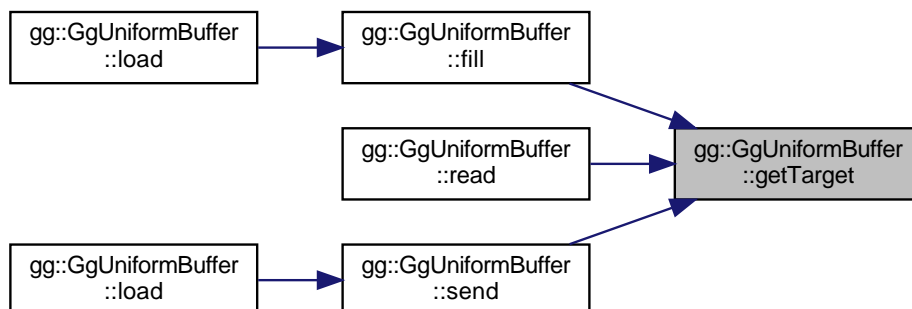 gg::GgUniformBuffer
::load
gg::GgUniformBuffer
::fill
gg::GgUniformBuffer
::read
gg::GgUniformBuffer
::getTarget
gg::GgUniformBuffer
::load
gg::GgUniformBuffer
::send